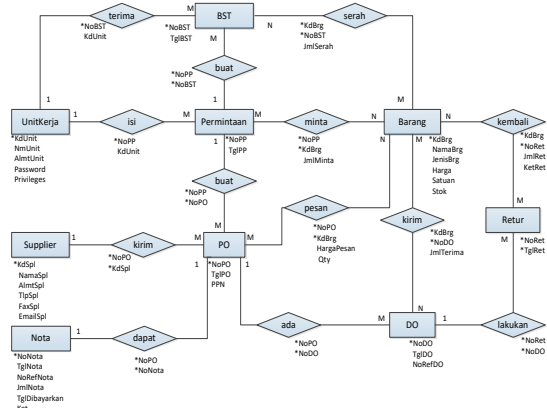 terima
BST
serah
*NoBST
KdUnit
M
*NoBST
TglBST
M
N
*KdBrg
*NoBST
JmlSerah
buat
*NoPP
*NoBST
1
1
M
UnitKerja
1
isi
M
Permintaan
M
minta
N
Barang
N
kembali
*KdUnit
NmUnit
AlmtUnit
Password
Privileges
*NoPP
KdUnit
*NoPP
TglPP
1
*NoPP
*KdBrg
JmlMinta
N
M
*KdBrg
NamaBrg
JenisBrg
Harga
Satuan
Stok
*KdBrg
*NoRet
JmlRet
KetRet
buat
*NoPP
*NoPO
M
pesan
*NoPO
*KdBrg
HargaPesan
Qty
kirim
*KdBrg
*NoDO
JmlTerima
M
Retur
M
*NoRet
*TglRet
Supplier
1
kirim
M
PO
M
*KdSpl
NamaSpl
AlmtSpl
TlpSpl
FaxSpl
EmailSpl
*NoPO
*KdSpl
1
*NoPO
TglPO
PPN
1
N
Nota
1
dapat
ada
M
DO
1
lakukan
*NoNota
TglNota
NoRefNota
JmlNota
TglDibayarkan
*NoPO
*NoNota
*NoPO
*NoDO
*NoDO
TglDO
NoRefDO
*NoRet
*NoDO